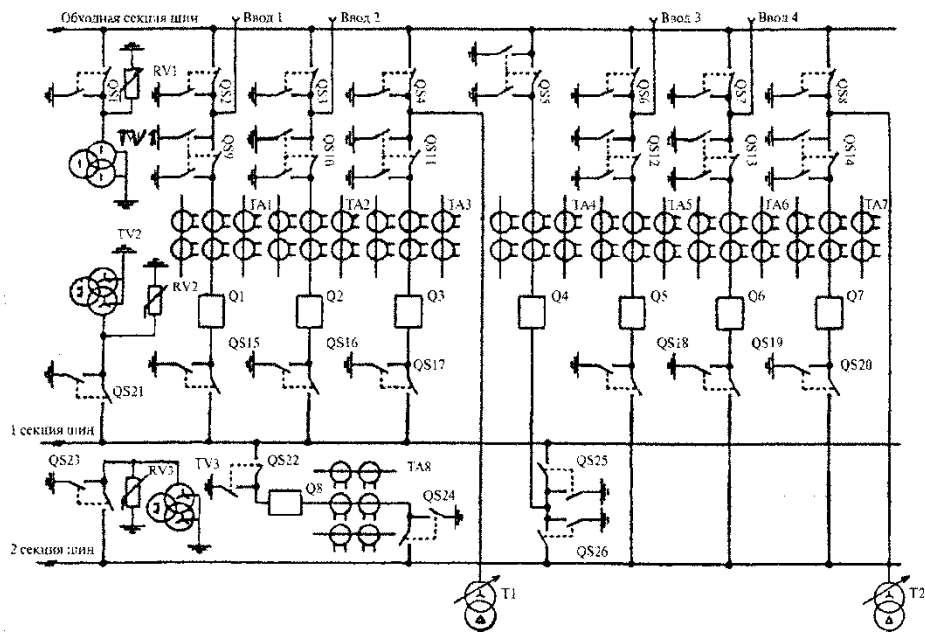 Обходная секция шин
Ввод 1
Ввод 2
Ввод 3
Ввод 4
QS1
RV1
QS2
QS3
QS4
QS5
QS6
QS7
QS8
TV1
QS9
QS10
QS11
QS12
QS13
QS14
TA1
TA2
TA3
TA4
TA5
TA6
TA7
TV2
RV2
Q1
Q2
Q3
Q4
Q5
Q6
Q7
QS15
QS16
QS17
QS18
QS19
QS20
QS21
1 секция шин
QS23
RV3
TV3
QS22
Q8
TA8
QS24
QS25
QS26
2 секция шин
T1
T2